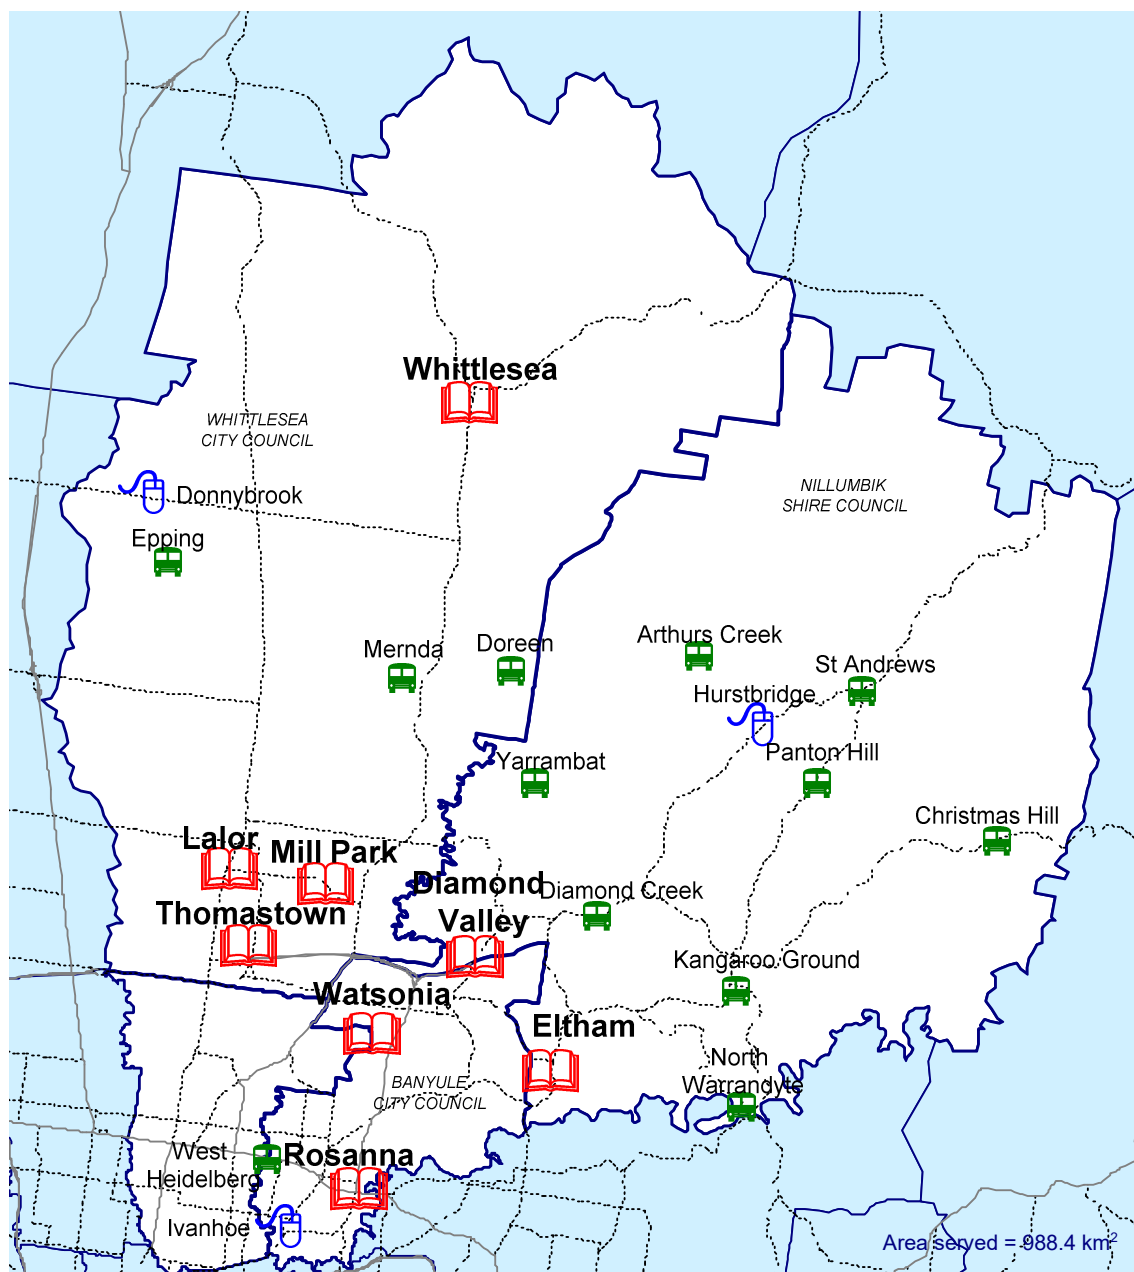 Whittlesea
WHITTLESEA
CITY COUNCIL
NILLUMBIK
SHIRE COUNCIL
Donnybrook
Epping
Mernda
Doreen
Arthurs Creek
St Andrews
Hurstbridge
Panton Hill
Yarrambat
Christmas Hill
Lalor
Mill Park
Diamond
Valley
Diamond Creek
Thomastown
Kangaroo Ground
Watsonia
Eltham
North
Warrandyte
BANYULE
CITY COUNCIL
West
Heidelberg
Rosanna
Ivanhoe
Area served = 988.4 km²